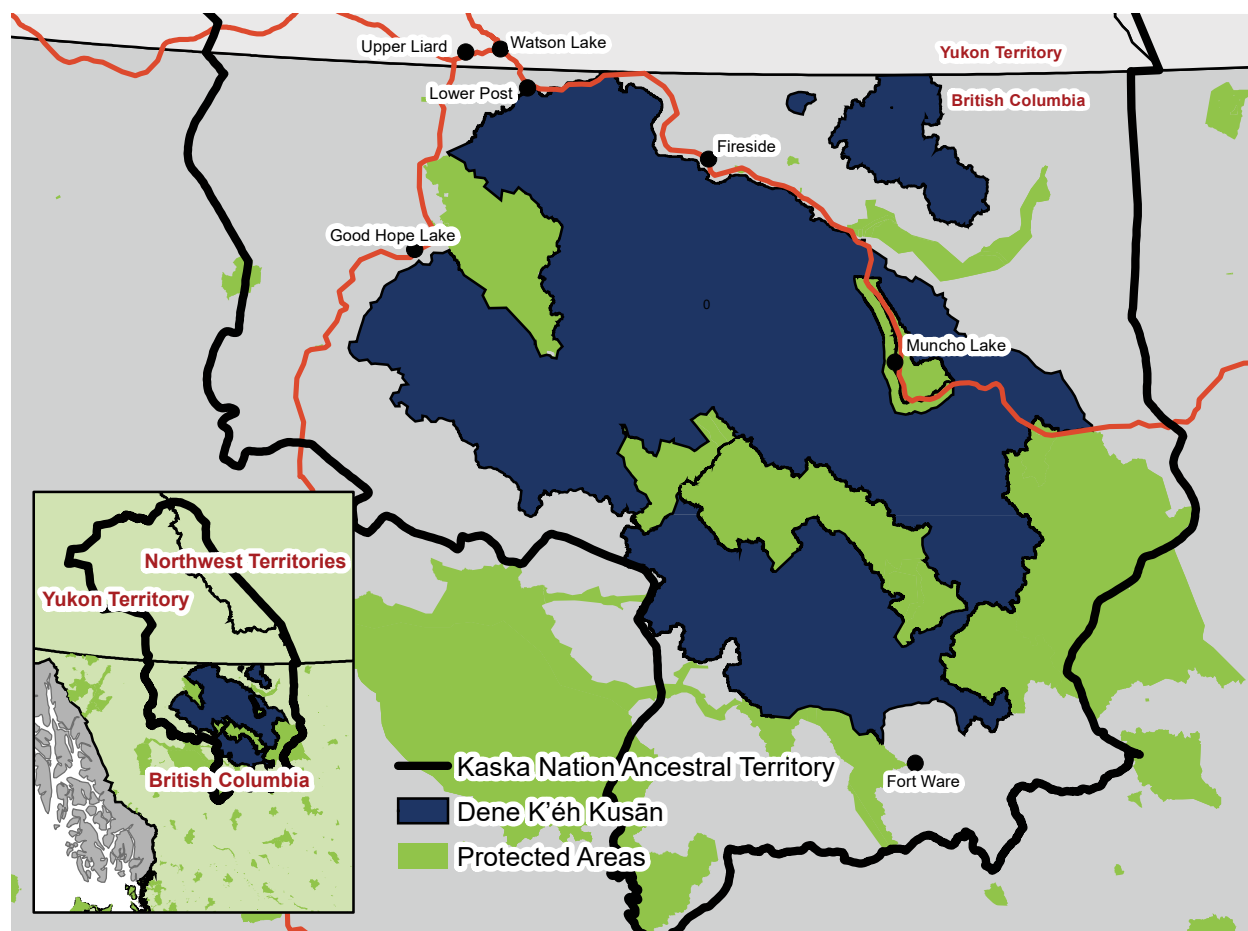 Upper Liard
Watson Lake
Yukon Territory
Lower Post
British Columbia
Fireside
Good Hope Lake
0
Muncho Lake
Northwest Territories
Yukon Territory
British Columbia
Kaska Nation Ancestral Territory
Dene K’éh Kusān
Protected Areas
Fort Ware